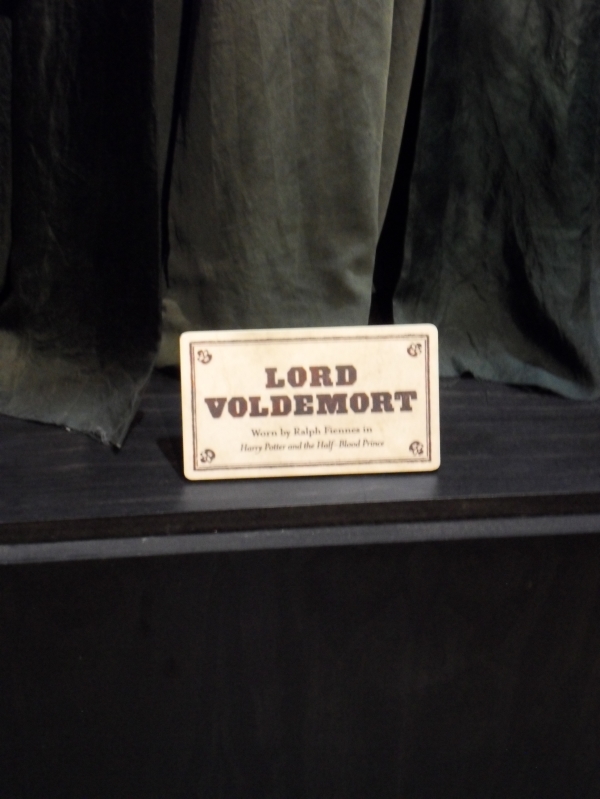 LORD
VOLDEMORT
Worn by Ralph Fiennes in
Harry Potter and the Half-Blood Prince